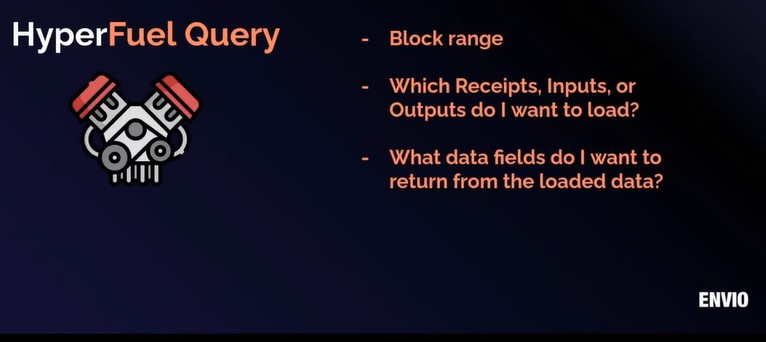 HyperFuel Query
- Block range
- Which Receipts, Inputs, or
Outputs do I want to load?
- What data fields do I want to
return from the loaded data?
ENVIO